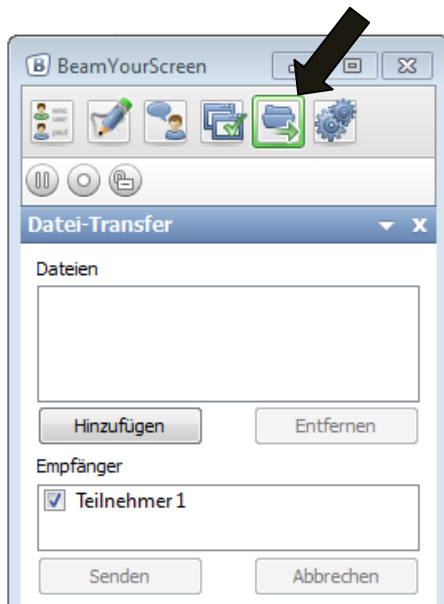 B BeamYourScreen
Datei-Transfer
Dateien
Hinzufügen Entfernen
Empfänger
Teilnehmer 1
Senden Abbrechen